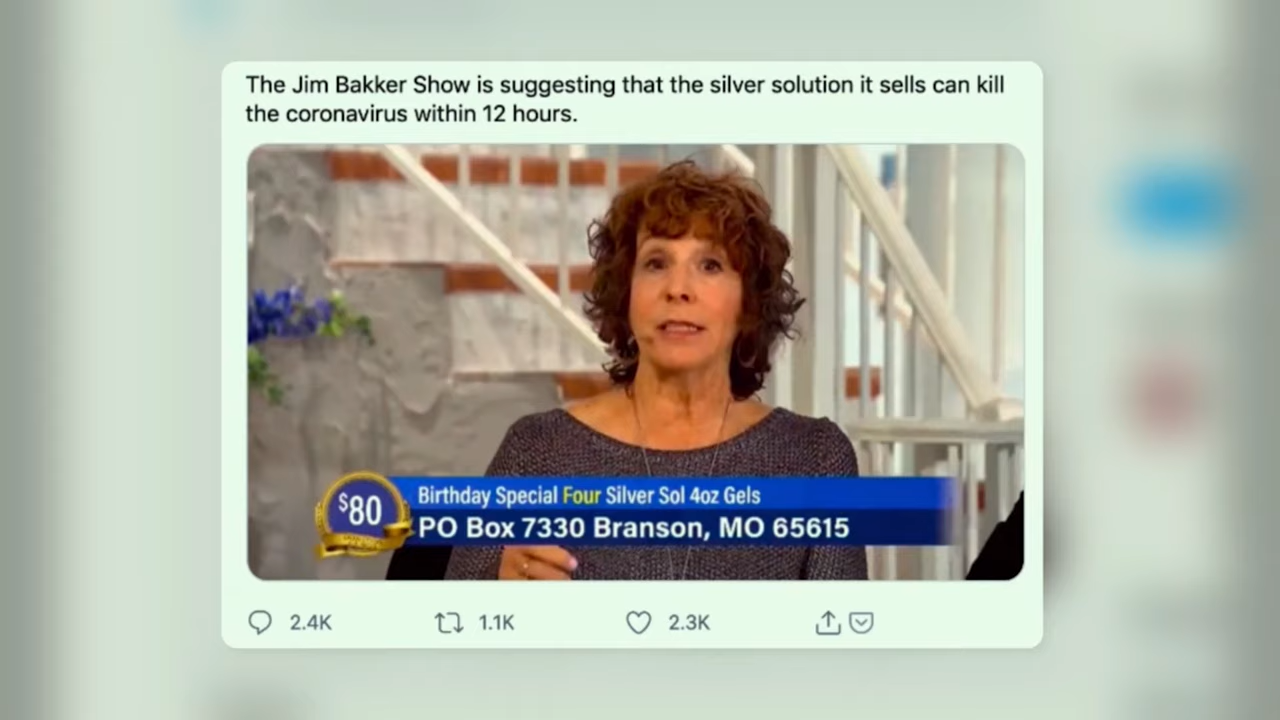 The Jim Bakker Show is suggesting that the silver solution it sells can kill
the coronavirus within 12 hours.
$80
Birthday Special Four Silver Sol 4oz Gels
PO Box 7330 Branson, MO 65615
2.4K
1.1K
2.3K